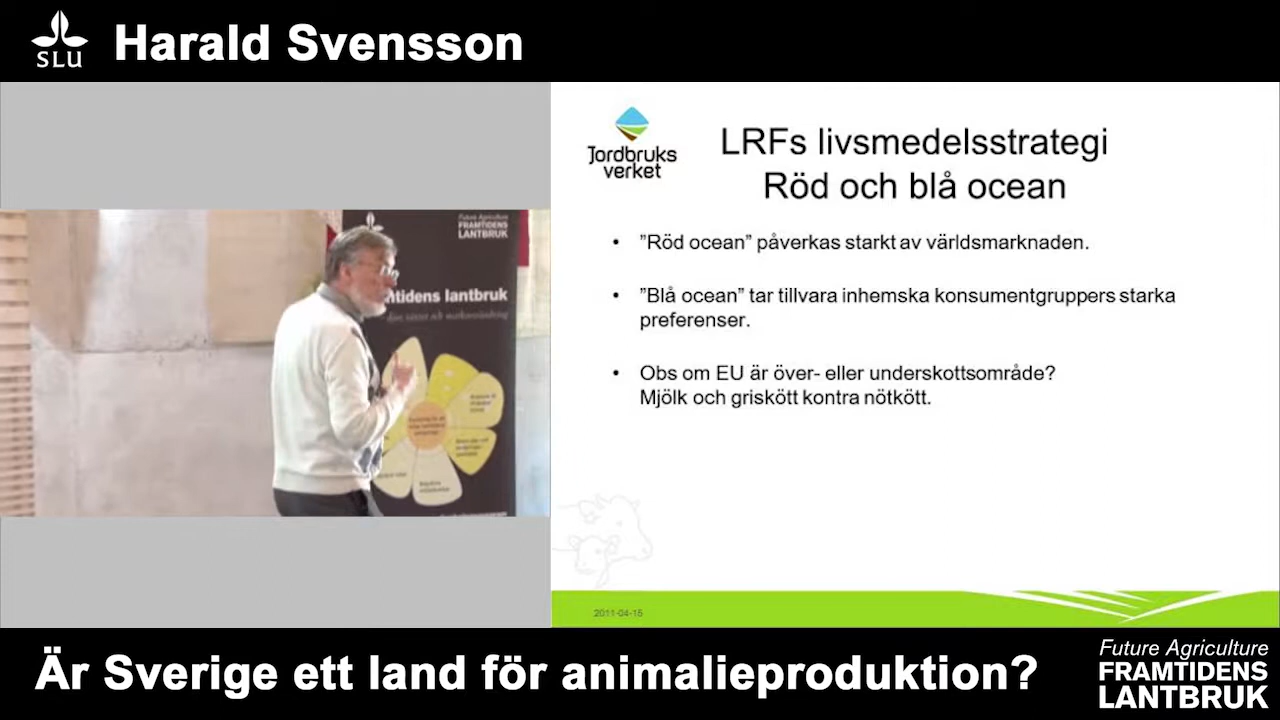 SLU
Harald Svensson
Jordbruks
verket
LRFs livsmedelsstrategi
Röd och blå ocean
• ”Röd ocean” påverkas starkt av världsmarknaden.
• ”Blå ocean” tar tillvara inhemska konsumentgruppers starka
preferenser.
• Obs om EU är över- eller underskottsområde?
Mjölk och griskött kontra nötkött.
2011-04-15
Future Agriculture
FRAMTIDENS
LANTBRUK
tidens lantbruk
Är Sverige ett land för animalieproduktion?
Future Agriculture
FRAMTIDENS
LANTBRUK